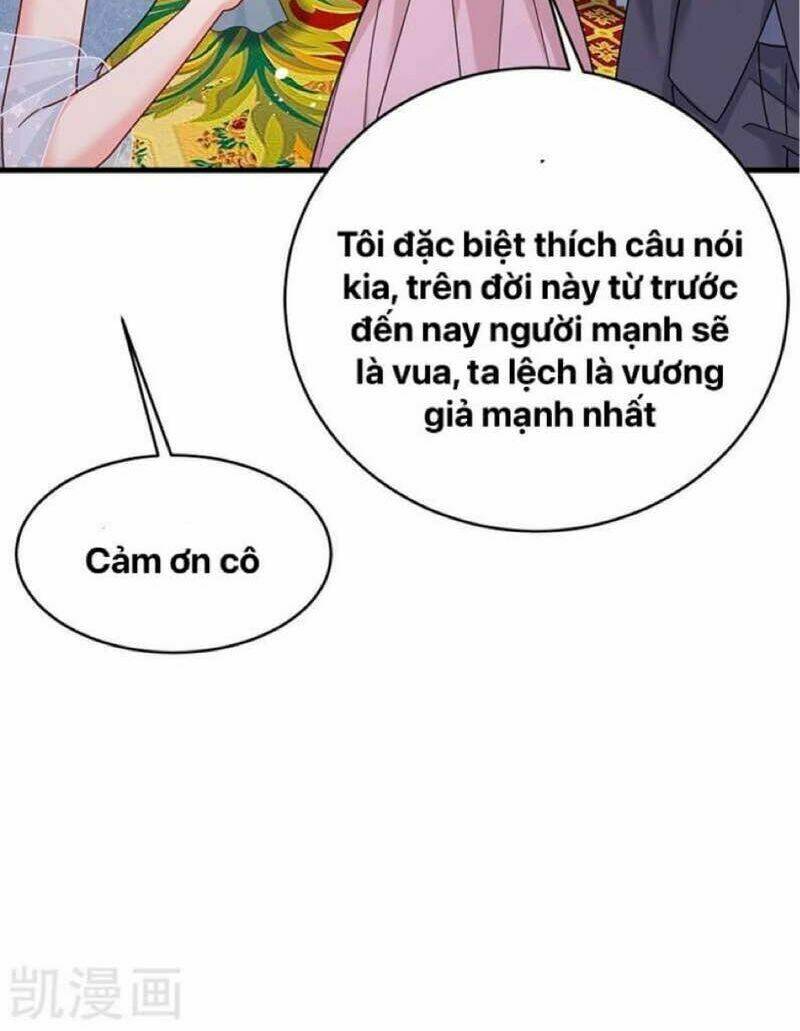 Tôi đặc biệt thích câu nói
kia, trên đời này từ trước
đến nay người mạnh sẽ
là vua, ta lệch là vương
giả mạnh nhất
Cảm ơn cô
凯漫画